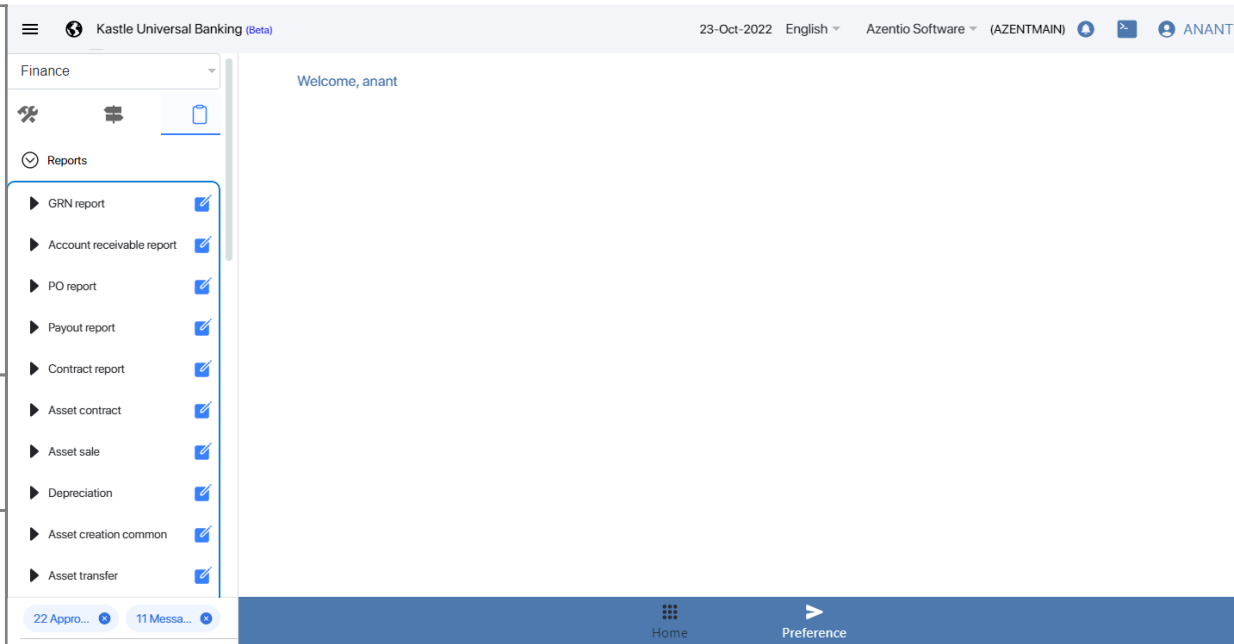 Kastle Universal Banking (Beta)
23-Oct-2022 English Azentio Software (AZENTMAIN) ANANT
Finance
Welcome, anant
Reports
GRN report
Account receivable report
PO report
Payout report
Contract report
Asset contract
Asset sale
Depreciation
Asset creation common
Asset transfer
22 Appro... 11 Messa...
Home Preference